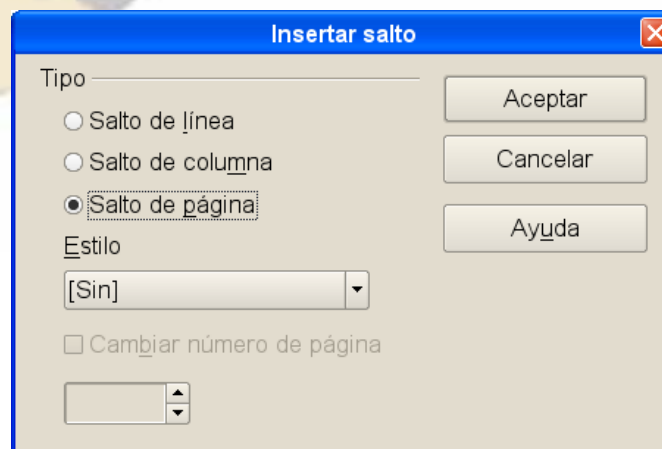 Insertar salto
Tipo
Salto de línea
Salto de columna
Salto de página
Estilo
[Sin]
Cambiar número de página
Aceptar
Cancelar
Ayuda